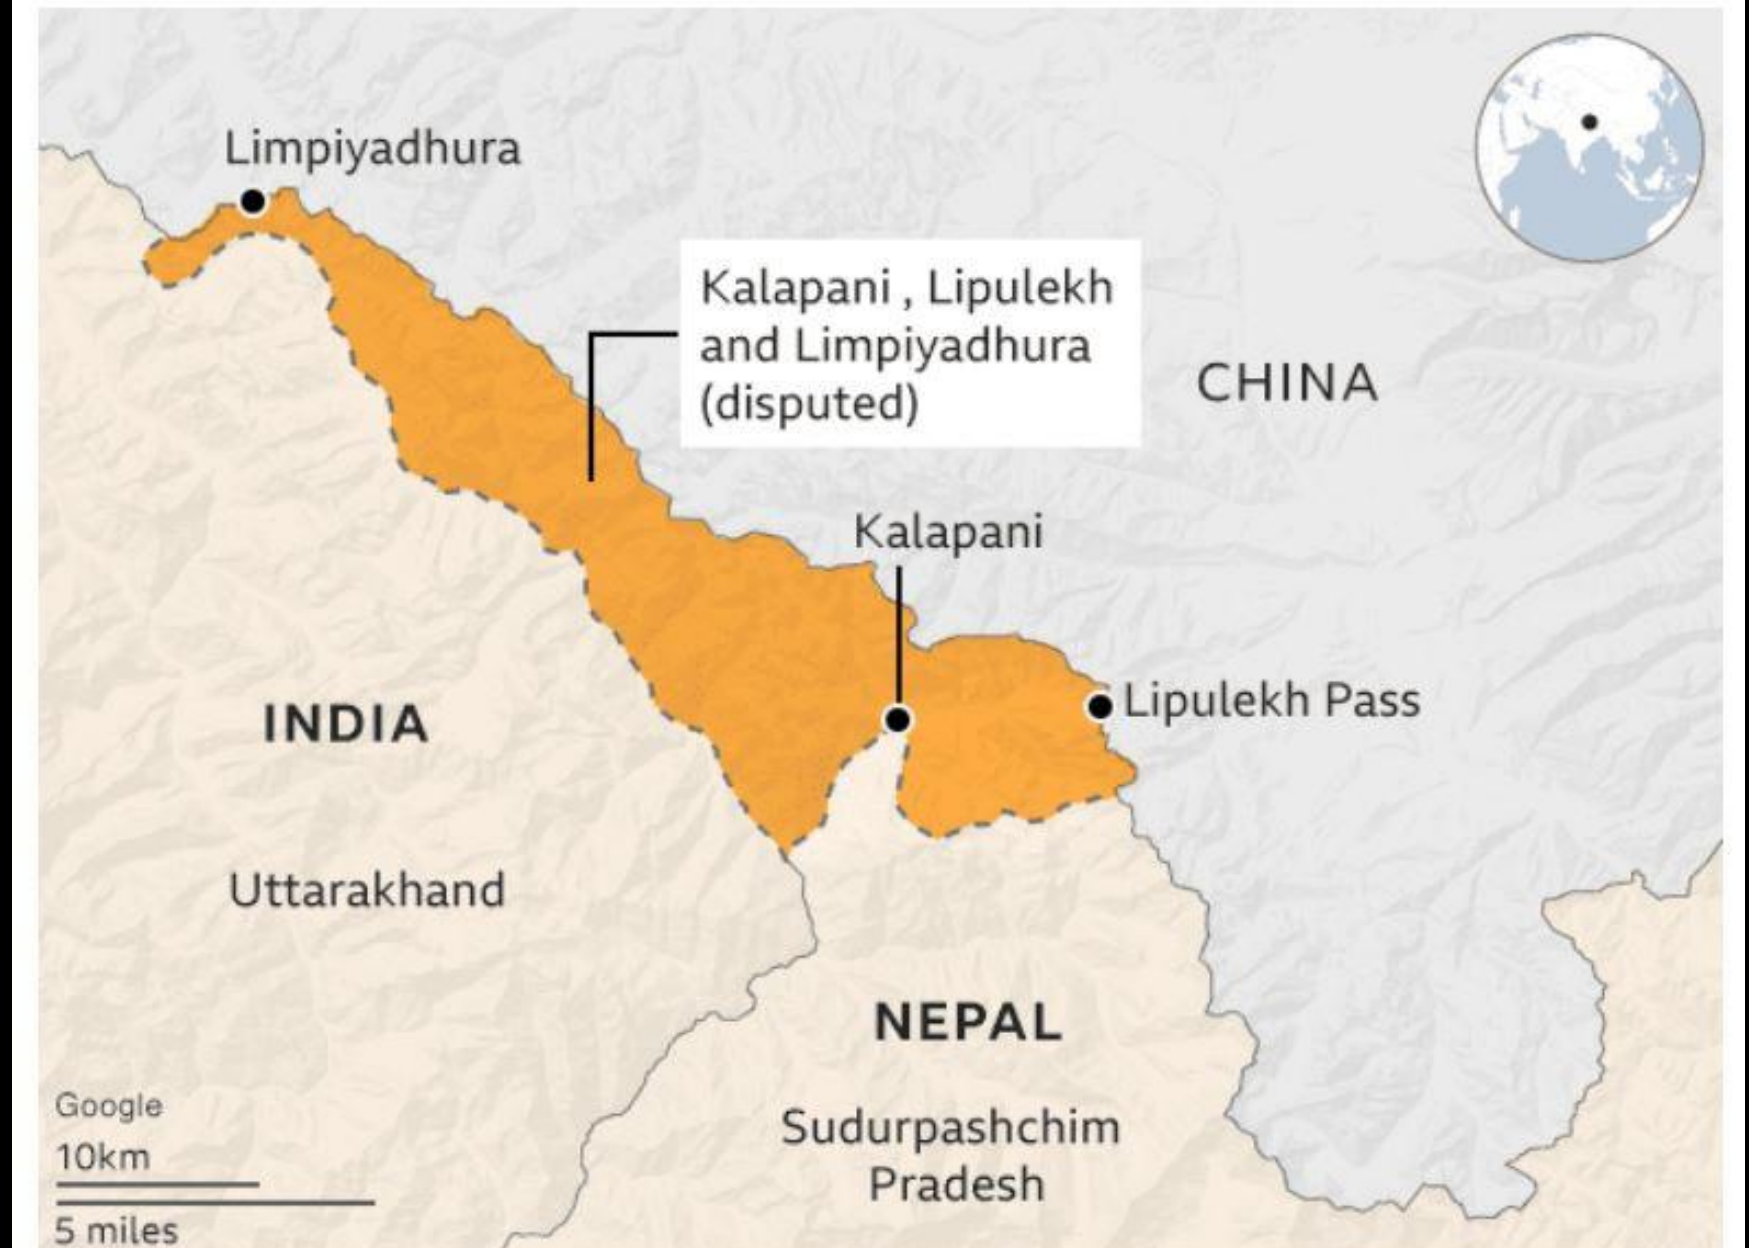 Limpiyadhura
Kalapani , Lipulekh
and Limpiyadhura
(disputed)
CHINA
Kalapani
Lipulekh Pass
INDIA
Uttarakhand
NEPAL
Sudurpashchim
Pradesh
Google
10km
5 miles